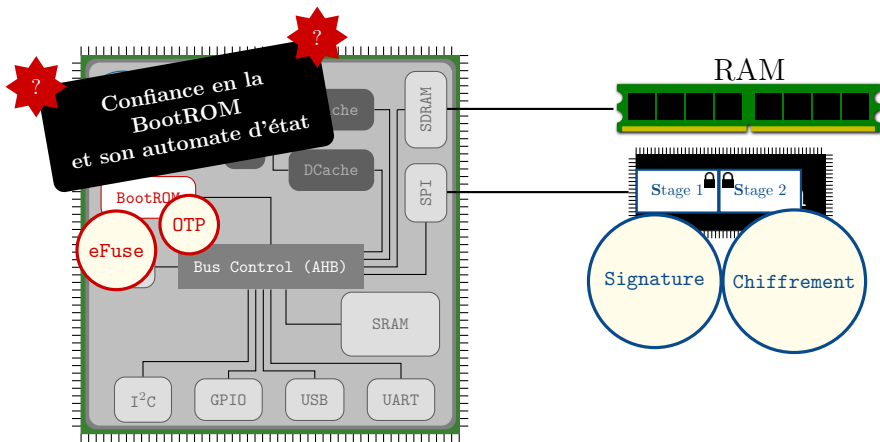 ?
?
Confiance en la
BootROM
et son automate d'état
RAM
SDRAM
DCache
SPI
Stage 1
Stage 2
BootROM
OTP
eFuse
Bus Control (AHB)
Signature
Chiffrement
SRAM
I²C
GPIO
USB
UART